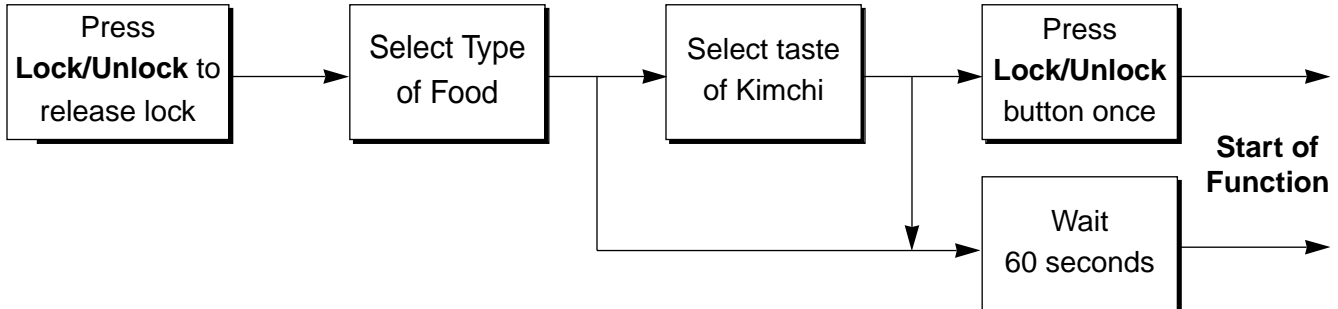 Press
Lock/Unlock to
release lock
Select Type
of Food
Select taste
of Kimchi
Press
Lock/Unlock
button once
Start of
Function
Wait
60 seconds